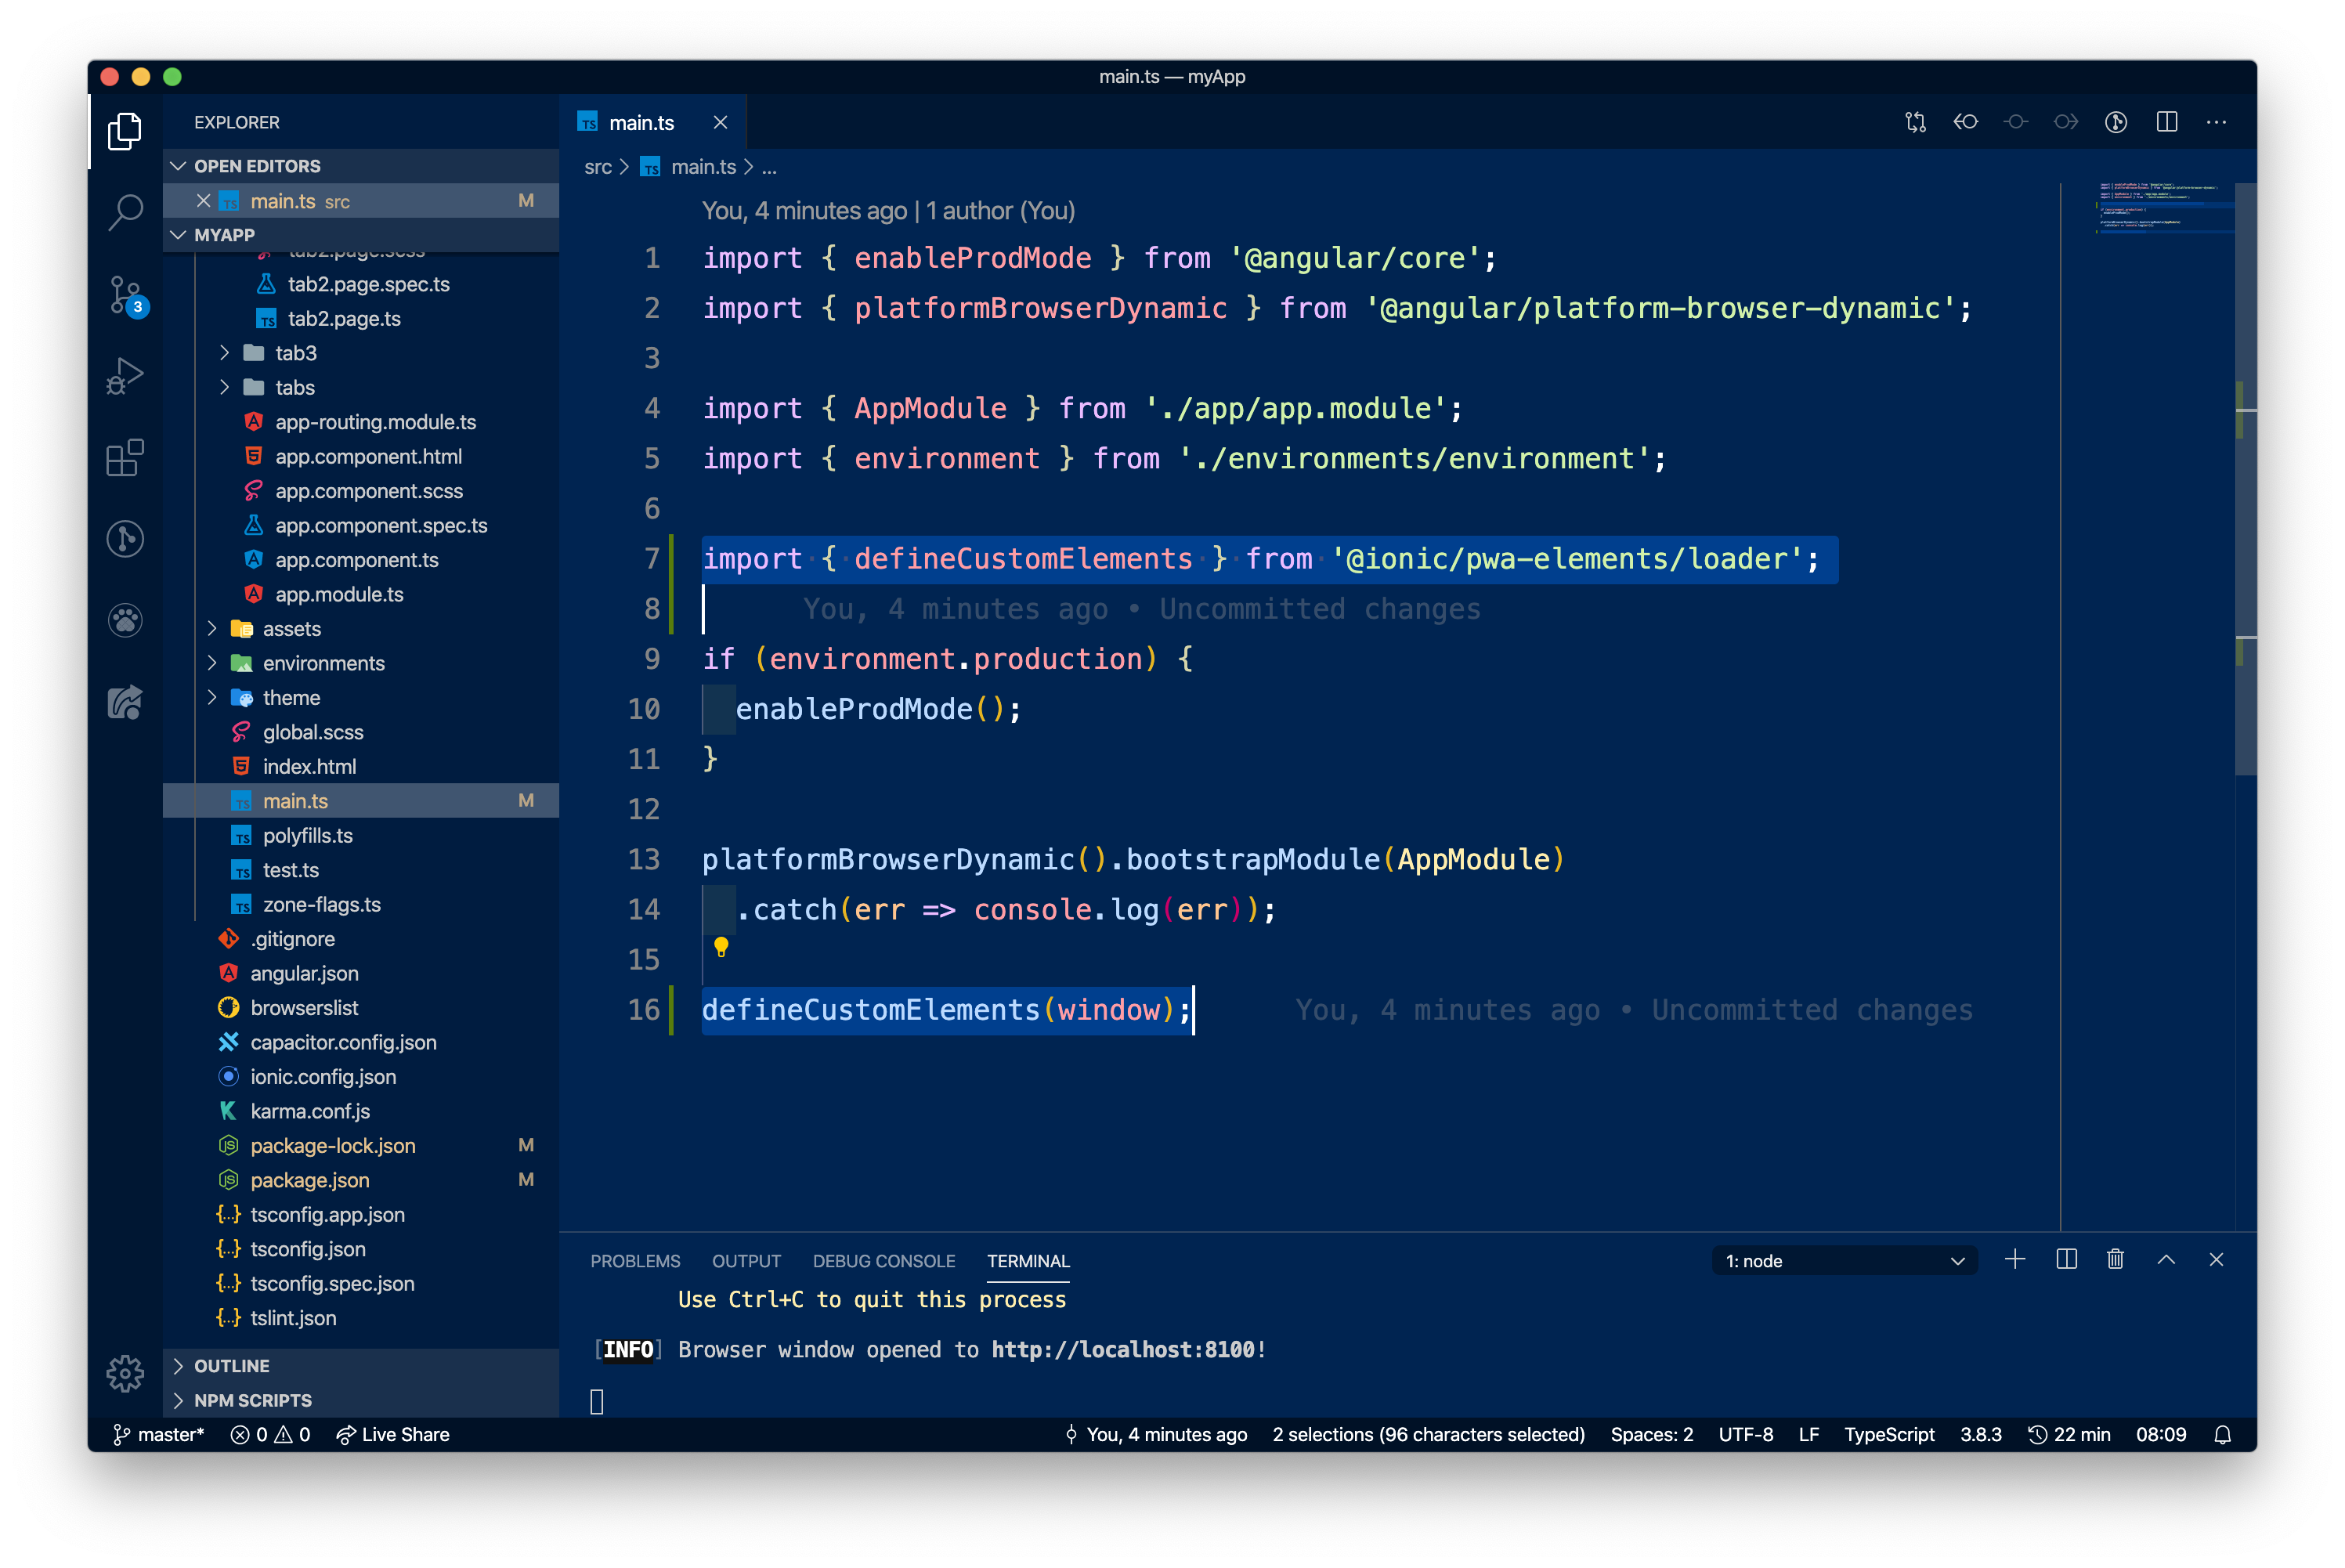 main.ts — myApp
EXPLORER
OPEN EDITORS
main.ts src M
MYAPP
tab2.page.scss
tab2.page.spec.ts
tab2.page.ts
tab3
tabs
app-routing.module.ts
app.component.html
app.component.scss
app.component.spec.ts
app.component.ts
app.module.ts
assets
environments
theme
global.scss
index.html
main.ts M
polyfills.ts
test.ts
zone-flags.ts
.gitignore
angular.json
browserslist
capacitor.config.json
ionic.config.json
karma.conf.js
package-lock.json M
package.json M
tsconfig.app.json
tsconfig.json
tsconfig.spec.json
tslint.json
OUTLINE
NPM SCRIPTS
3
TS main.ts
src > TS main.ts > ...
You, 4 minutes ago | 1 author (You)
1 import { enableProdMode } from '@angular/core';
2 import { platformBrowserDynamic } from '@angular/platform-browser-dynamic';
3
4 import { AppModule } from './app/app.module';
5 import { environment } from './environments/environment';
6
7 import { defineCustomElements } from '@ionic/pwa-elements/loader';
8 You, 4 minutes ago • Uncommitted changes
9 if (environment.production) {
10 enableProdMode();
11 }
12
13 platformBrowserDynamic().bootstrapModule(AppModule)
14 .catch(err => console.log(err));
15
16 defineCustomElements(window); You, 4 minutes ago • Uncommitted changes
PROBLEMS OUTPUT DEBUG CONSOLE TERMINAL 1: node
Use Ctrl+C to quit this process
[INFO] Browser window opened to http://localhost:8100!
master* 0 0 Live Share You, 4 minutes ago 2 selections (96 characters selected) Spaces: 2 UTF-8 LF TypeScript 3.8.3 22 min 08:09